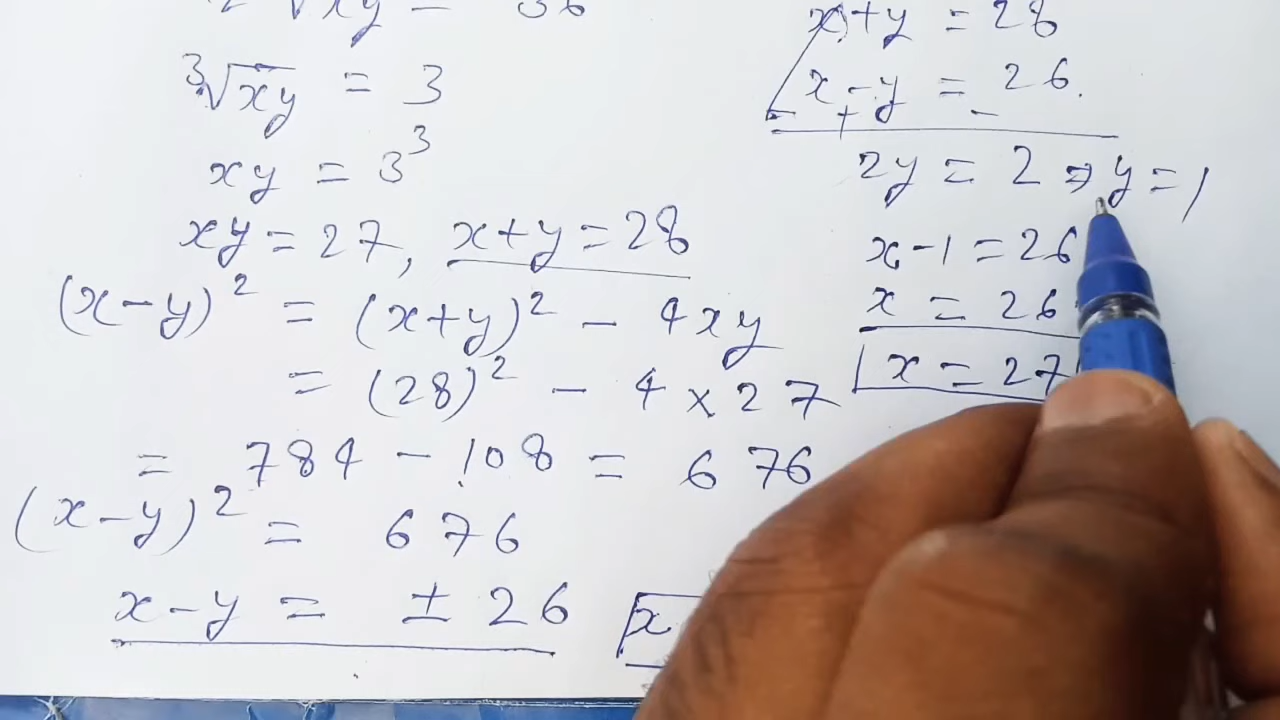 ∛xy = 3
xy = 3³
xy = 27, x+y = 28
(x-y)² = (x+y)² - 4xy
= (28)² - 4×27
= 784 - 108 = 676
(x-y)² = 676
x-y = ±26
x+y = 28
x-y = 26.
- + -
2y = 2 ⇒ y = 1
x-1 = 26
x = 26
x = 27
x